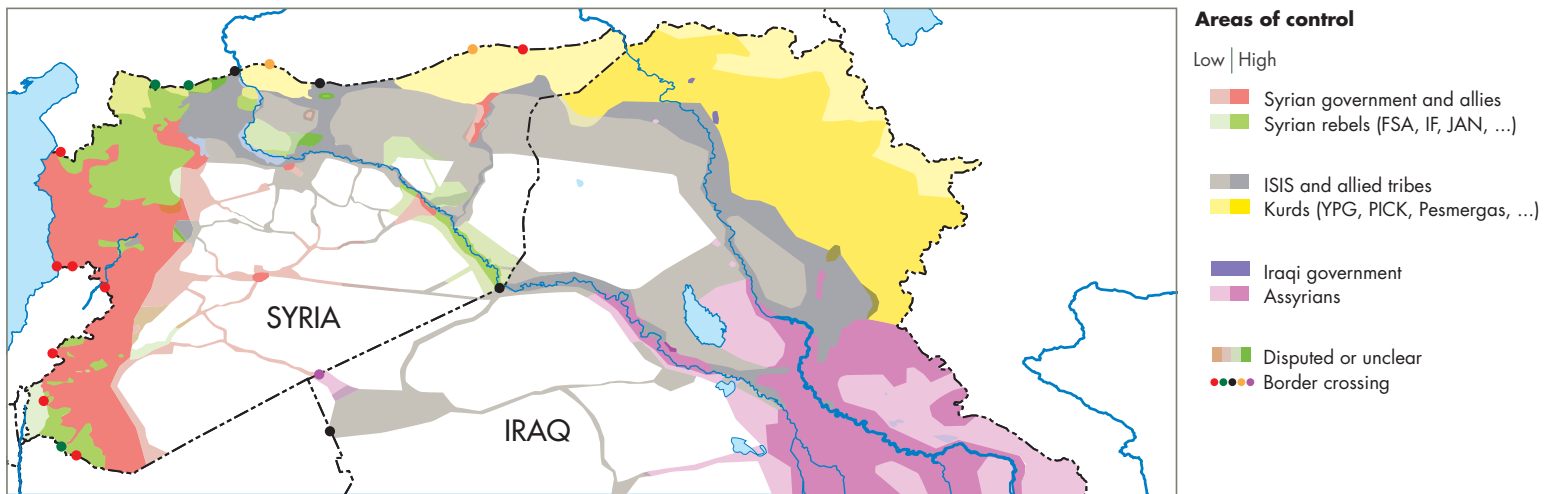 Areas of control
Low | High
Syrian government and allies
Syrian rebels (FSA, IF, JAN, ...)
ISIS and allied tribes
Kurds (YPG, PICK, Pesmergas, ...)
Iraqi government
Assyrians
Disputed or unclear
Border crossing
SYRIA
IRAQ